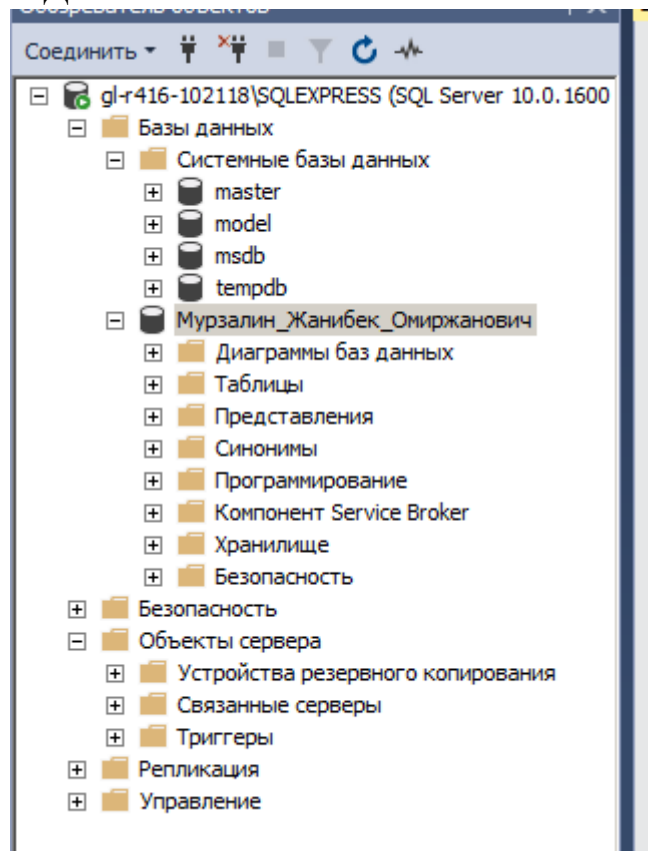 Обозреватель объектов
Соединить
gl-r416-102118\SQLEXPRESS (SQL Server 10.0.1600
Базы данных
Системные базы данных
master
model
msdb
tempdb
Мурзалин_Жанибек_Омиржанович
Диаграммы баз данных
Таблицы
Представления
Синонимы
Программирование
Компонент Service Broker
Хранилище
Безопасность
Безопасность
Объекты сервера
Устройства резервного копирования
Связанные серверы
Триггеры
Репликация
Управление